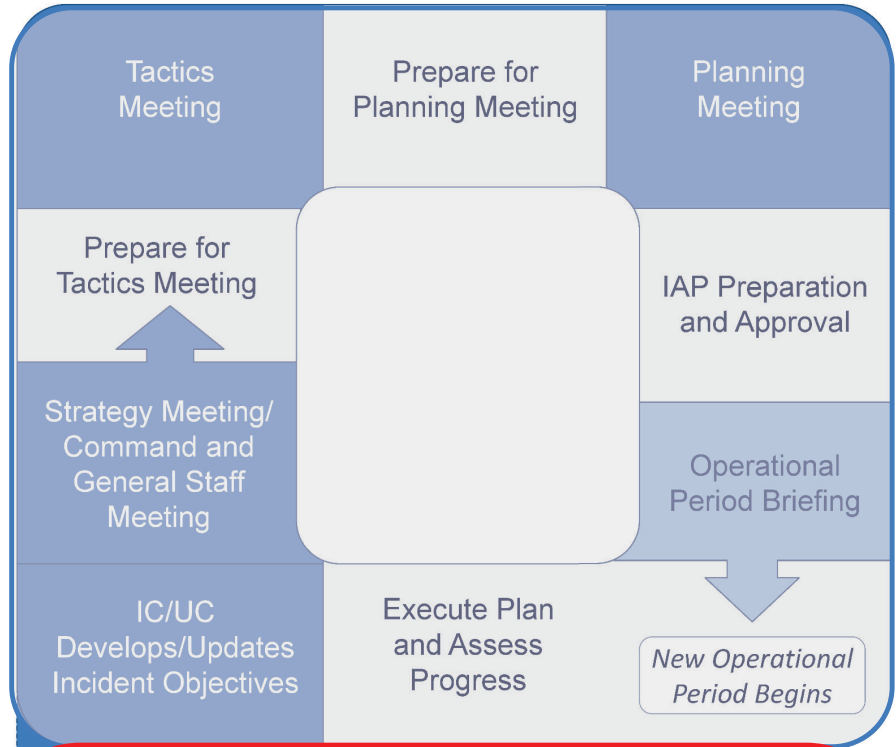 Tactics
Meeting
Prepare for
Planning Meeting
Planning
Meeting
Prepare for
Tactics Meeting
IAP Preparation
and Approval
Strategy Meeting/
Command and
General Staff
Meeting
Operational
Period Briefing
IC/UC
Develops/Updates
Incident Objectives
Execute Plan
and Assess
Progress
New Operational
Period Begins